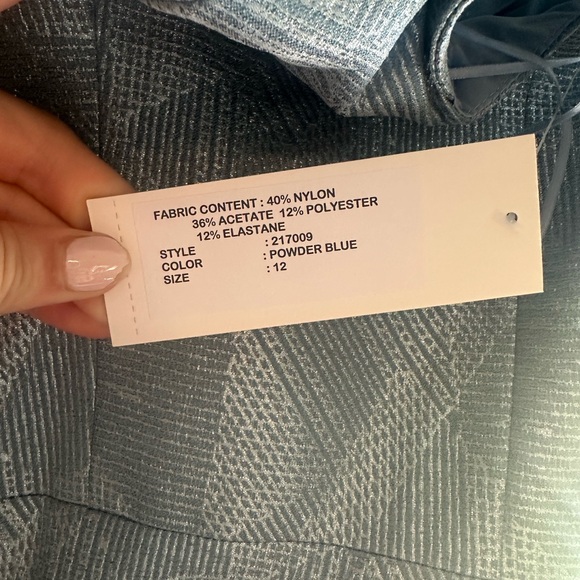 FABRIC CONTENT : 40% NYLON
36% ACETATE 12% POLYESTER
12% ELASTANE
STYLE : 217009
COLOR : POWDER BLUE
SIZE : 12